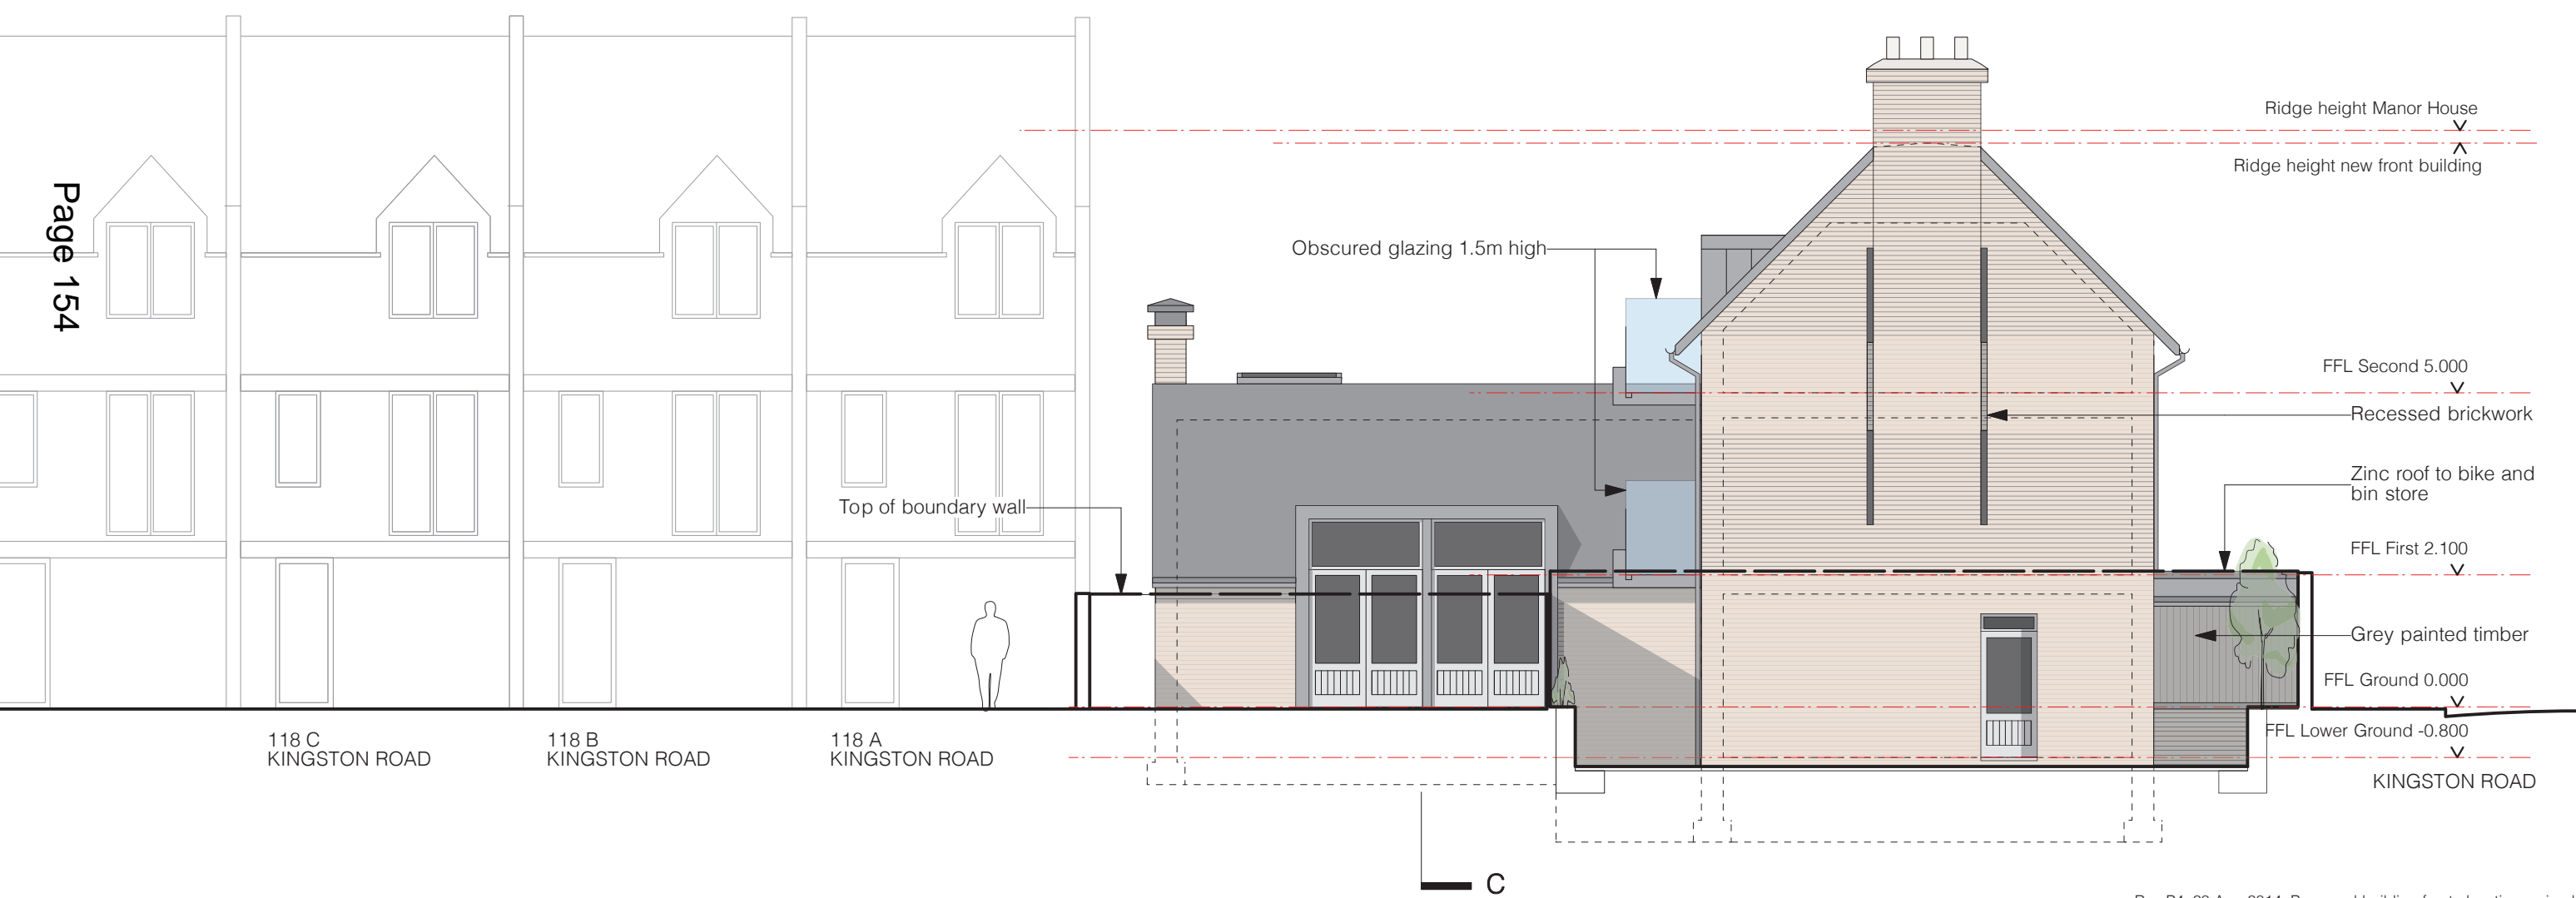 Page 154
Ridge height Manor House
Ridge height new front building
Obscured glazing 1.5m high
FFL Second 5.000
Recessed brickwork
Zinc roof to bike and
bin store
Top of boundary wall
FFL First 2.100
Grey painted timber
FFL Ground 0.000
FFL Lower Ground -0.800
118 C
KINGSTON ROAD
118 B
KINGSTON ROAD
118 A
KINGSTON ROAD
KINGSTON ROAD
C